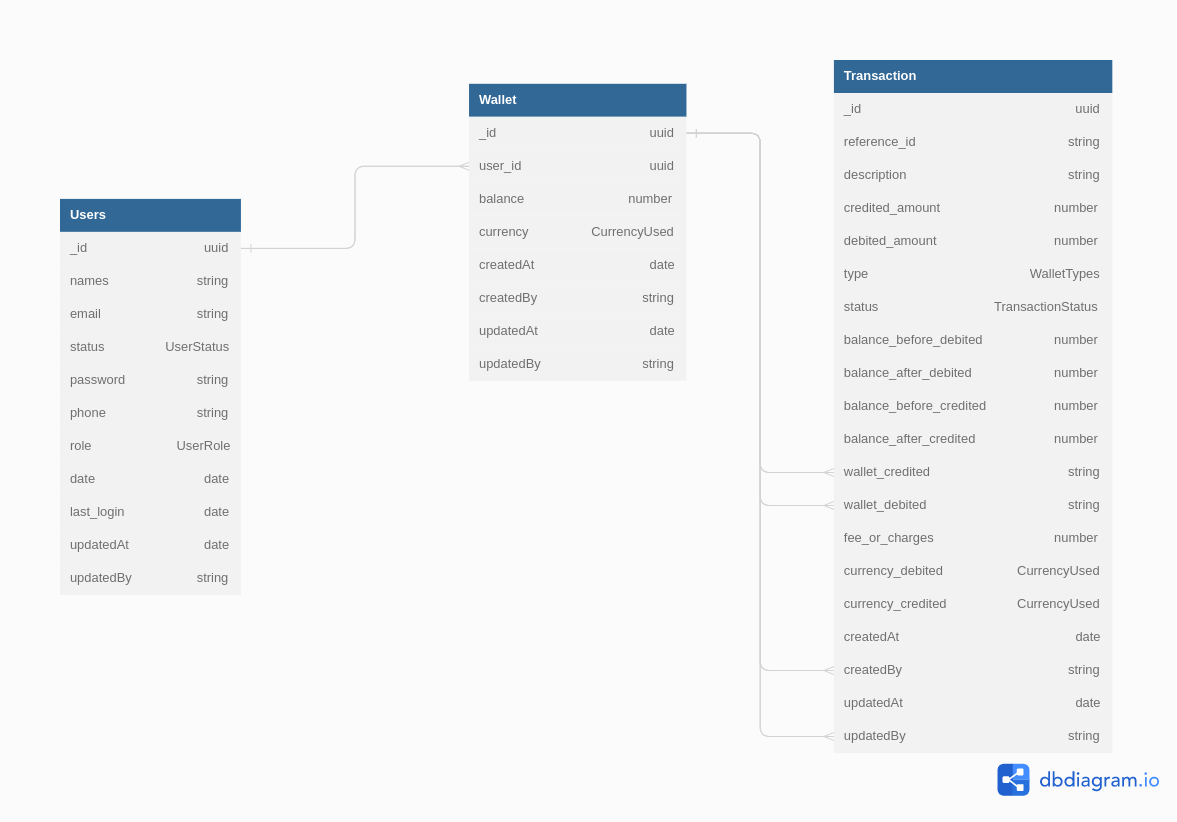 Users
_id uuid
names string
email string
status UserStatus
password string
phone string
role UserRole
date date
last_login date
updatedAt date
updatedBy string
Wallet
_id uuid
user_id uuid
balance number
currency CurrencyUsed
createdAt date
createdBy string
updatedAt date
updatedBy string
Transaction
_id uuid
reference_id string
description string
credited_amount number
debited_amount number
type WalletTypes
status TransactionStatus
balance_before_debited number
balance_after_debited number
balance_before_credited number
balance_after_credited number
wallet_credited string
wallet_debited string
fee_or_charges number
currency_debited CurrencyUsed
currency_credited CurrencyUsed
createdAt date
createdBy string
updatedAt date
updatedBy string
dbdiagram.io